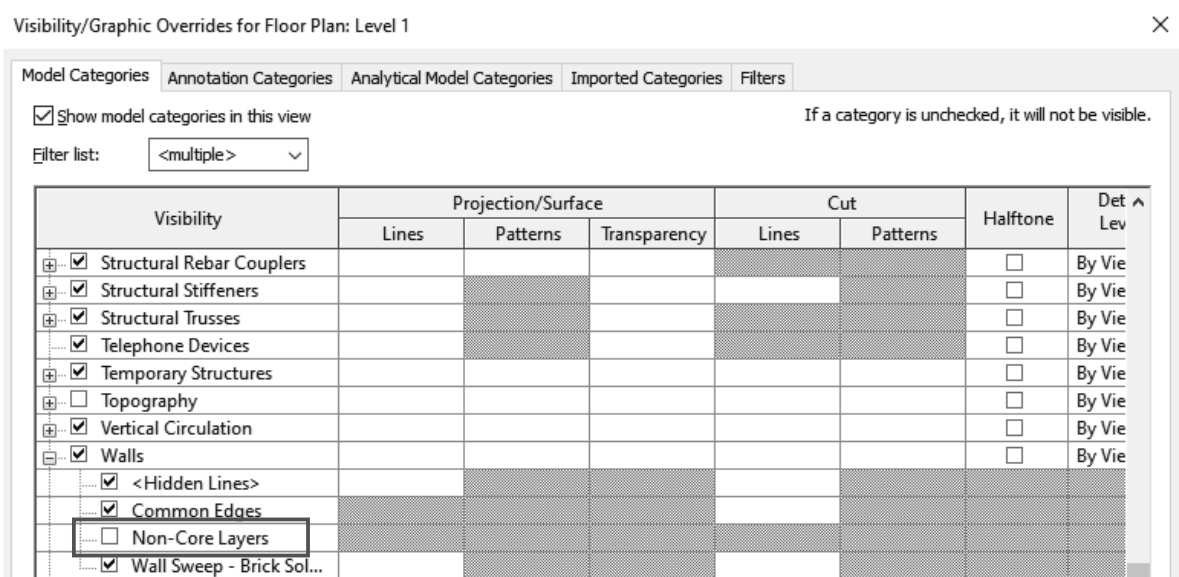 Visibility/Graphic Overrides for Floor Plan: Level 1
Model Categories Annotation Categories Analytical Model Categories Imported Categories Filters
Show model categories in this view
If a category is unchecked, it will not be visible.
Filter list: <multiple>
Visibility Projection/Surface Cut Halftone Det
Lev
Lines Patterns Transparency Lines Patterns
Structural Rebar Couplers By Vie
Structural Stiffeners By Vie
Structural Trusses By Vie
Telephone Devices By Vie
Temporary Structures By Vie
Topography By Vie
Vertical Circulation By Vie
Walls By Vie
<Hidden Lines>
Common Edges
Non-Core Layers
Wall Sweep - Brick Sol...